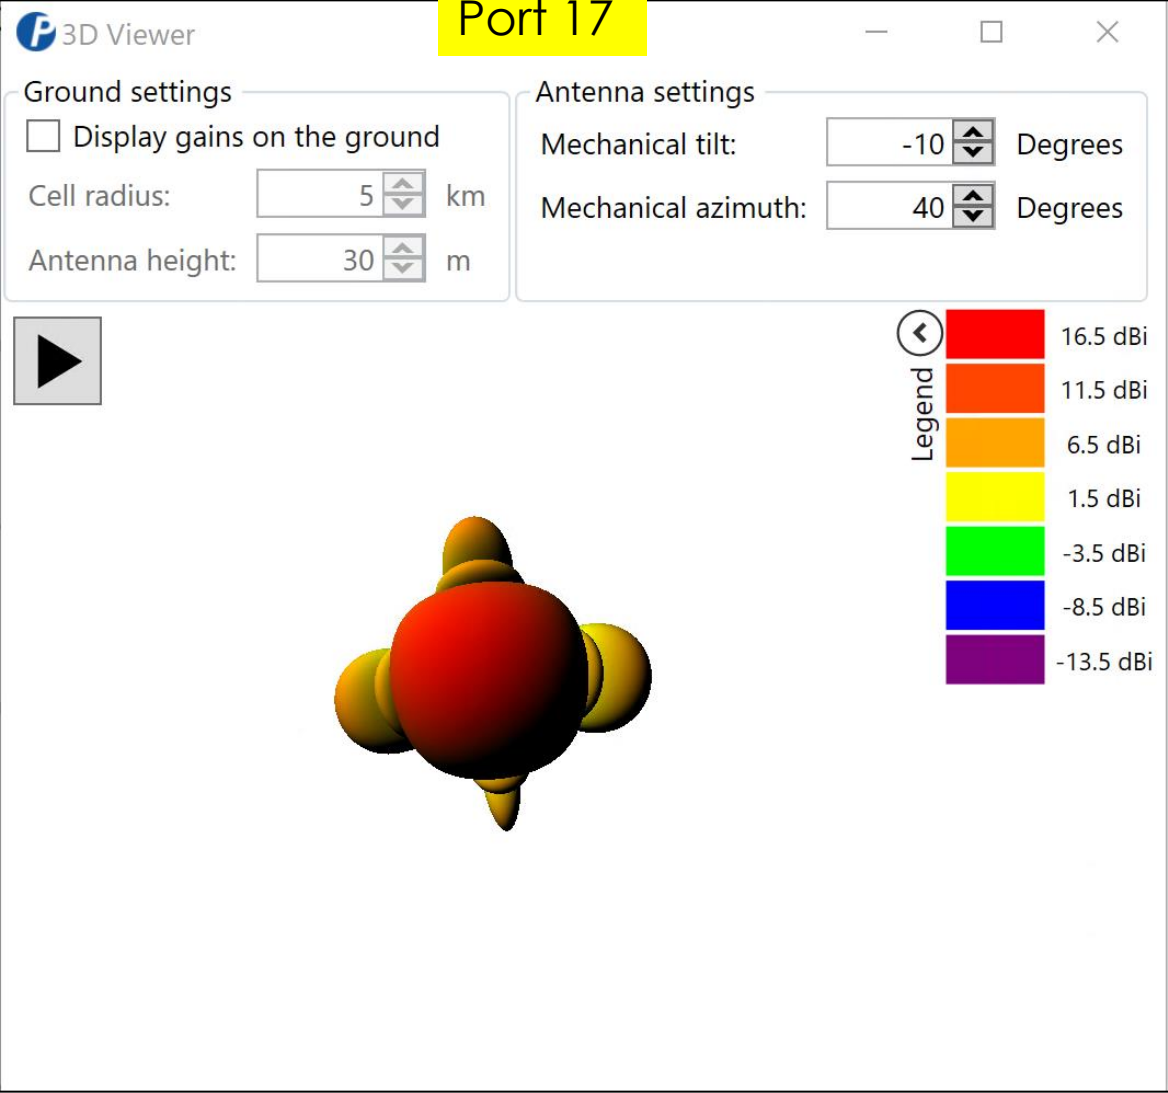 Port 17
3D Viewer
Ground settings
Display gains on the ground
Cell radius: 5 km
Antenna height: 30 m
Antenna settings
Mechanical tilt: -10 Degrees
Mechanical azimuth: 40 Degrees
Legend
16.5 dBi
11.5 dBi
6.5 dBi
1.5 dBi
-3.5 dBi
-8.5 dBi
-13.5 dBi